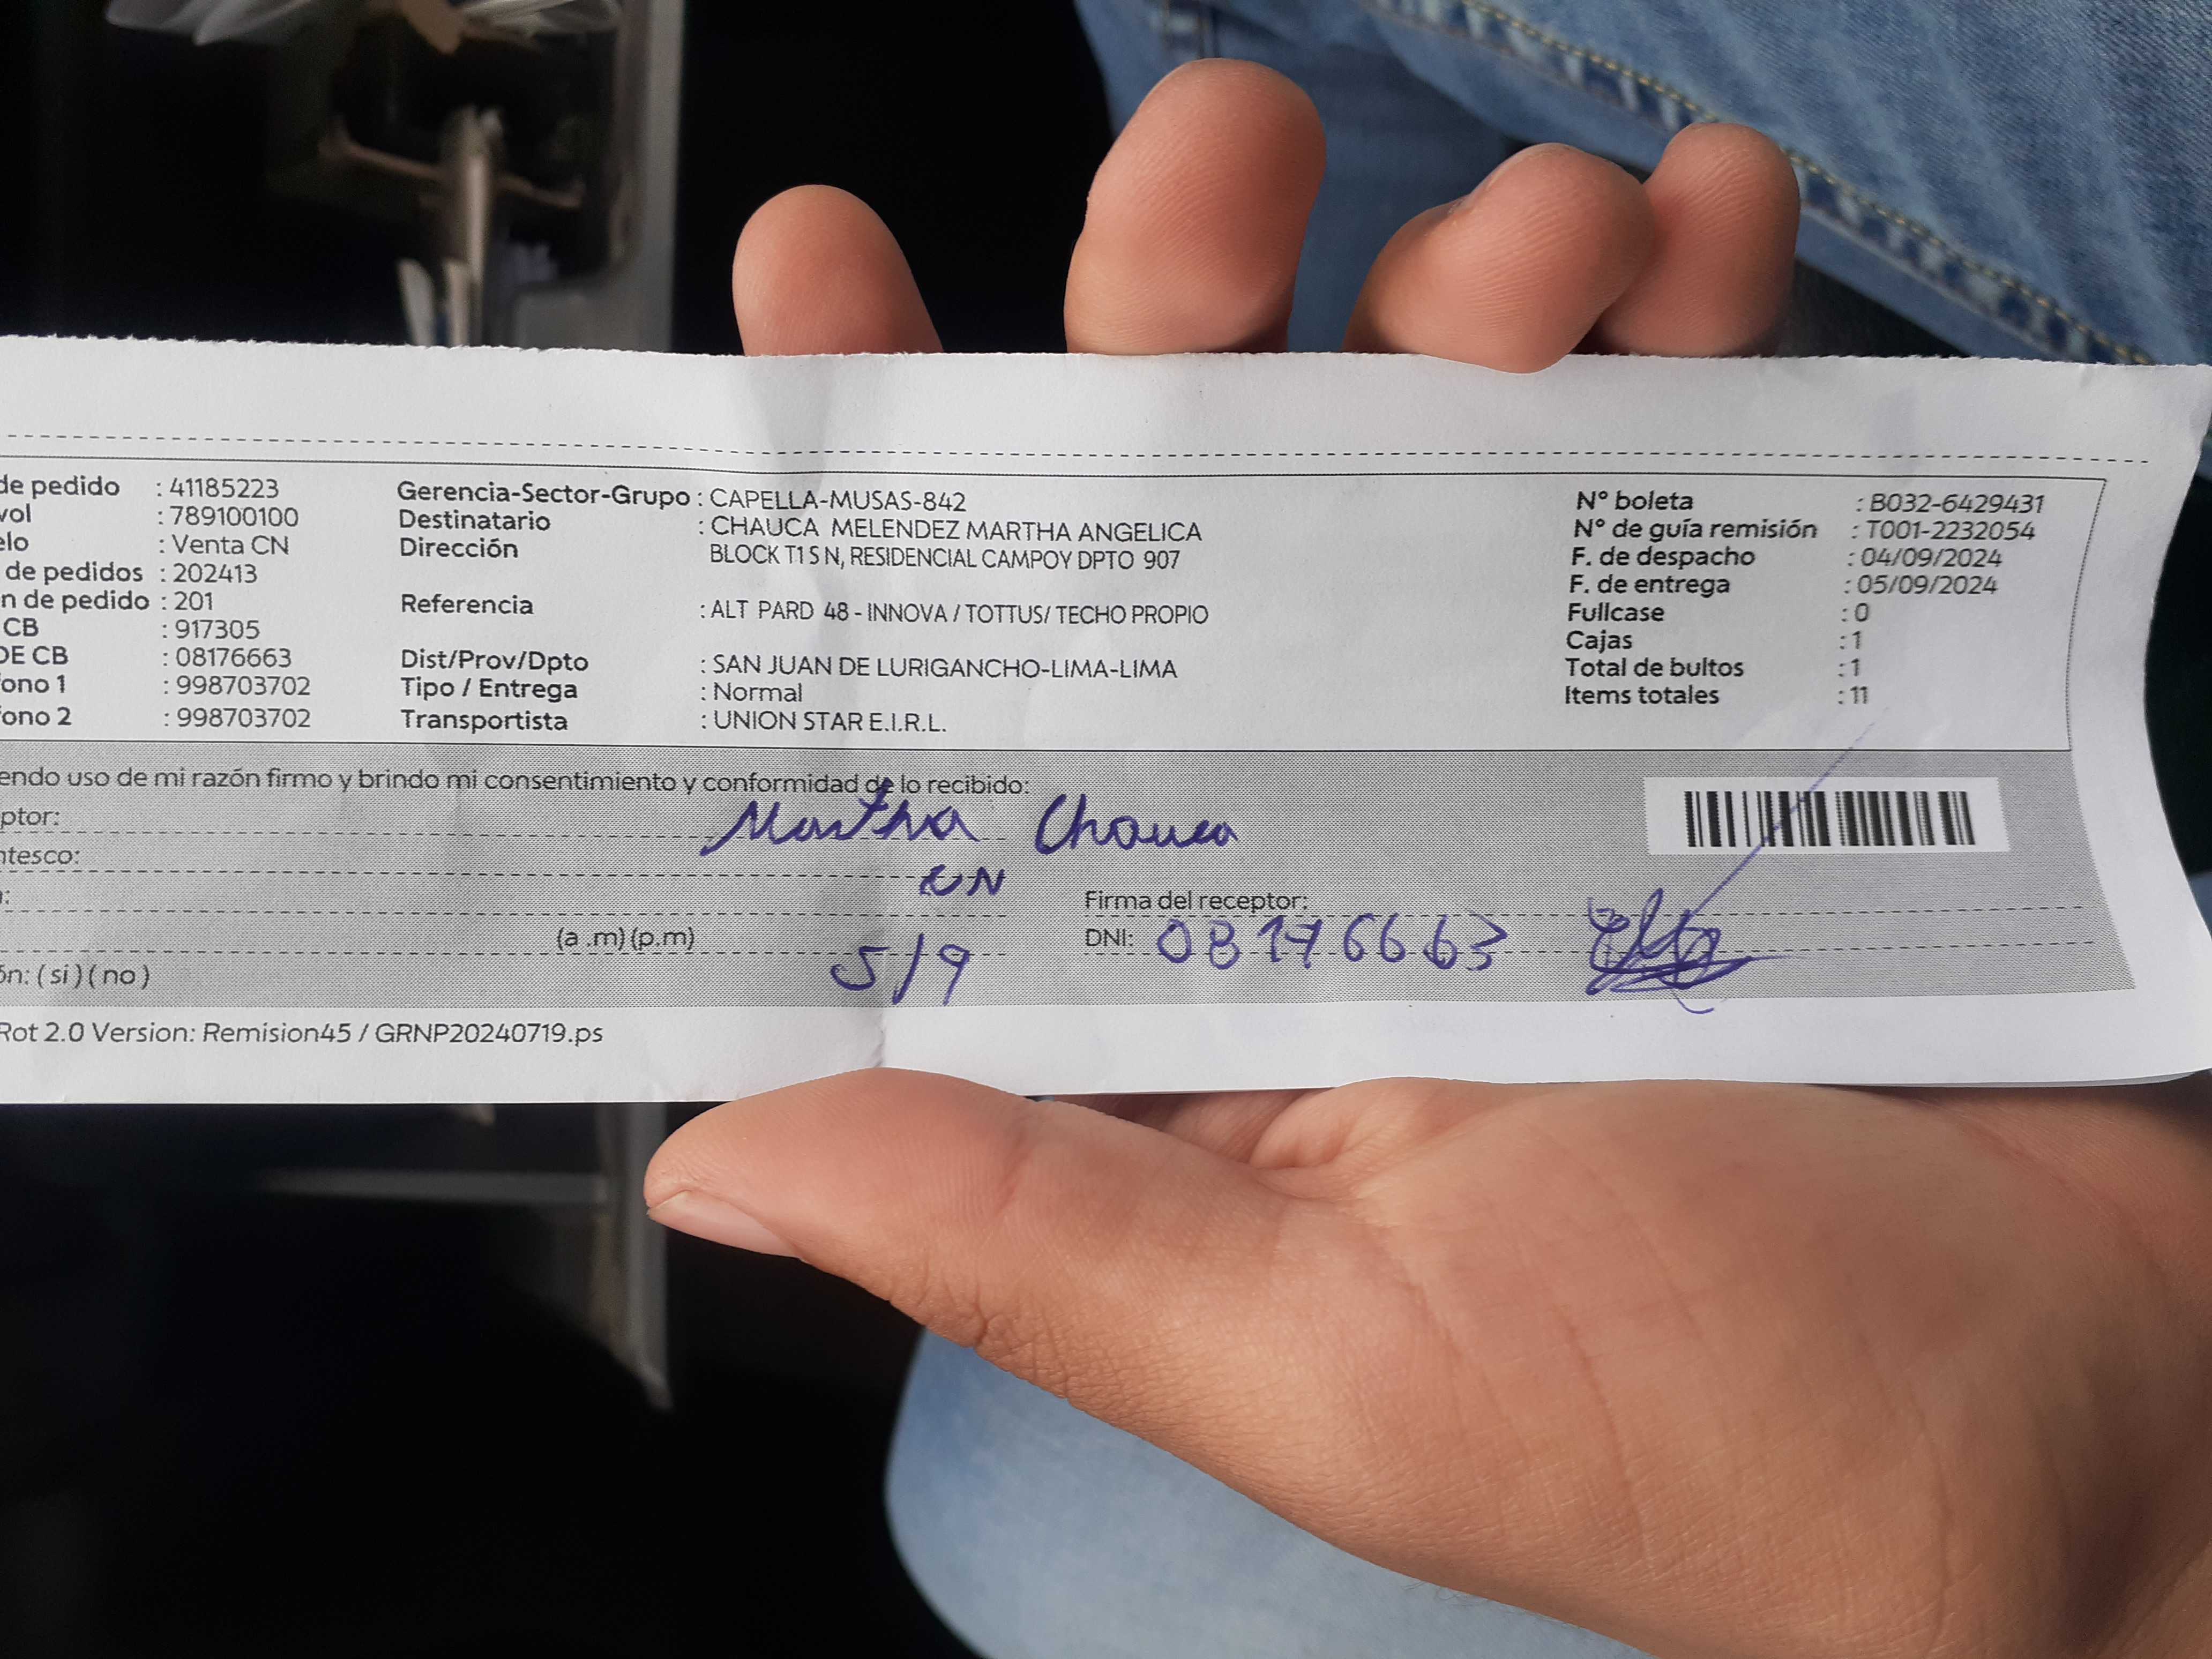 de pedido : 41185223 Gerencia-Sector-Grupo : CAPELLA-MUSAS-842 N° boleta : B032-6429431
vol : 789100100 Destinatario : CHAUCA MELENDEZ MARTHA ANGELICA N° de guía remisión : T001-2232054
elo : Venta CN Dirección BLOCK T1 S N, RESIDENCIAL CAMPOY DPTO 907 F. de despacho : 04/09/2024
de pedidos : 202413 F. de entrega : 05/09/2024
n de pedido : 201 Referencia : ALT PARD 48 - INNOVA / TOTTUS/ TECHO PROPIO Fullcase : 0
CB : 917305 Cajas : 1
DE CB : 08176663 Dist/Prov/Dpto : SAN JUAN DE LURIGANCHO-LIMA-LIMA Total de bultos : 1
fono 1 : 998703702 Tipo / Entrega : Normal Items totales : 11
fono 2 : 998703702 Transportista : UNION STAR E.I.R.L.
endo uso de mi razón firmo y brindo mi consentimiento y conformidad de lo recibido:
ptor: Martha Chauca
ntesco: CN
: Firma del receptor:
(a .m) (p.m) DNI: 08176663
ón: ( si ) ( no ) 5/9
Rot 2.0 Version: Remision45 / GRNP20240719.ps